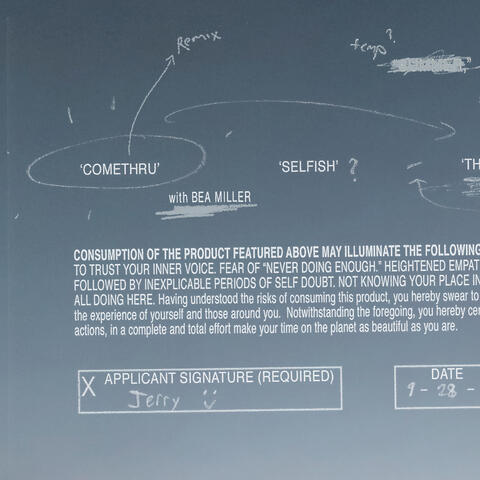 Remix
temp?
'COMETHRU'
'SELFISH' ?
'TH
with BEA MILLER
CONSUMPTION OF THE PRODUCT FEATURED ABOVE MAY ILLUMINATE THE FOLLOWING
TO TRUST YOUR INNER VOICE. FEAR OF "NEVER DOING ENOUGH." HEIGHTENED EMPAT
FOLLOWED BY INEXPLICABLE PERIODS OF SELF DOUBT. NOT KNOWING YOUR PLACE IN
ALL DOING HERE. Having understood the risks of consuming this product, you hereby swear to
the experience of yourself and those around you. Notwithstanding the foregoing, you hereby cer
actions, in a complete and total effort make your time on the planet as beautiful as you are.
X APPLICANT SIGNATURE (REQUIRED)
Jerry
DATE
9-28-